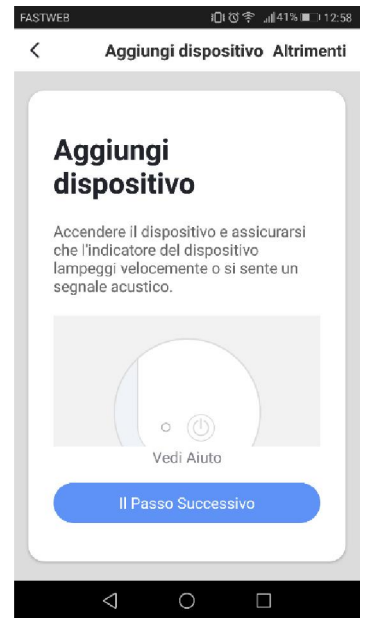 FASTWEB 41% 12:58
Aggiungi dispositivo Altrimenti
Aggiungi
dispositivo
Accendere il dispositivo e assicurarsi
che l'indicatore del dispositivo
lampeggi velocemente o si sente un
segnale acustico.
Vedi Aiuto
Il Passo Successivo